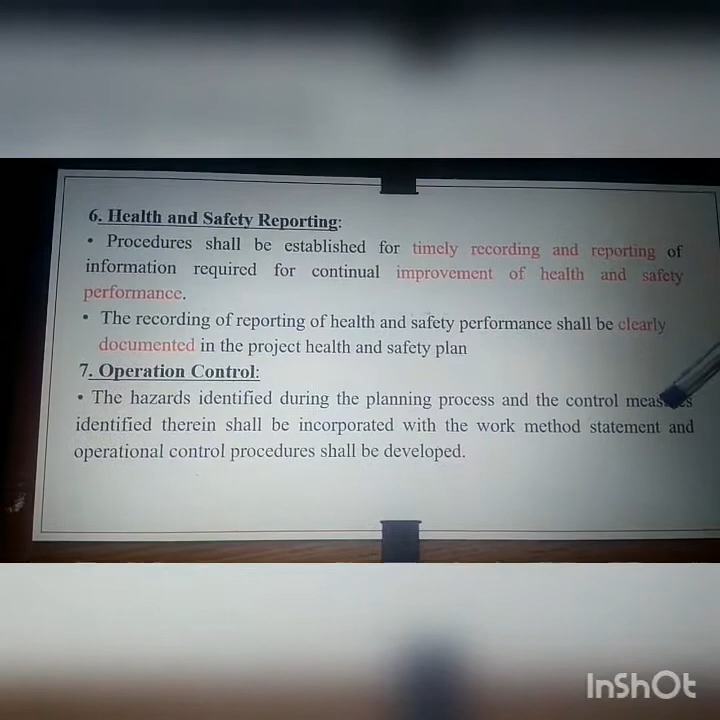 6. Health and Safety Reporting:
• Procedures shall be established for timely recording and reporting of
information required for continual improvement of health and safety
performance.
• The recording of reporting of health and safety performance shall be clearly
documented in the project health and safety plan
7. Operation Control:
• The hazards identified during the planning process and the control measures
identified therein shall be incorporated with the work method statement and
operational control procedures shall be developed.
InShOt